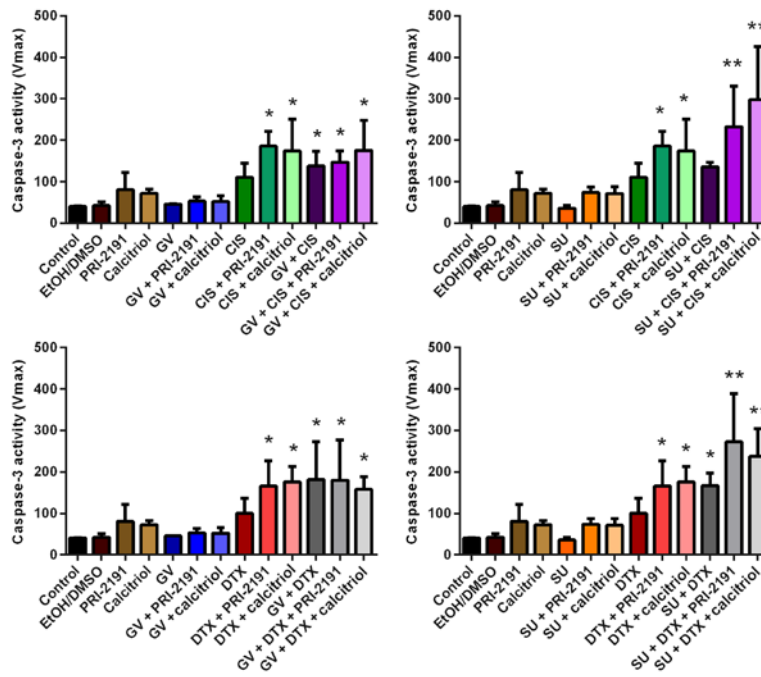 Caspase-3 activity (Vmax)
500
400
300
200
100
0
* * * * *
Control
EtOH/DMSO
PRI-2191
Calcitriol
GV
GV + PRI-2191
GV + calcitriol
CIS
CIS + PRI-2191
CIS + calcitriol
GV + CIS
GV + CIS + PRI-2191
GV + CIS + calcitriol
Caspase-3 activity (Vmax)
500
400
300
200
100
0
* * ** **
Control
EtOH/DMSO
PRI-2191
Calcitriol
SU
SU + PRI-2191
SU + calcitriol
CIS
CIS + PRI-2191
CIS + calcitriol
SU + CIS
SU + CIS + PRI-2191
SU + CIS + calcitriol
Caspase-3 activity (Vmax)
500
400
300
200
100
0
* * * * *
Control
EtOH/DMSO
PRI-2191
Calcitriol
GV
GV + PRI-2191
GV + calcitriol
DTX
DTX + PRI-2191
DTX + calcitriol
GV + DTX
GV + DTX + PRI-2191
GV + DTX + calcitriol
Caspase-3 activity (Vmax)
500
400
300
200
100
0
* * * ** **
Control
EtOH/DMSO
PRI-2191
Calcitriol
SU
SU + PRI-2191
SU + calcitriol
DTX
DTX + PRI-2191
DTX + calcitriol
SU + DTX
SU + DTX + PRI-2191
SU + DTX + calcitriol